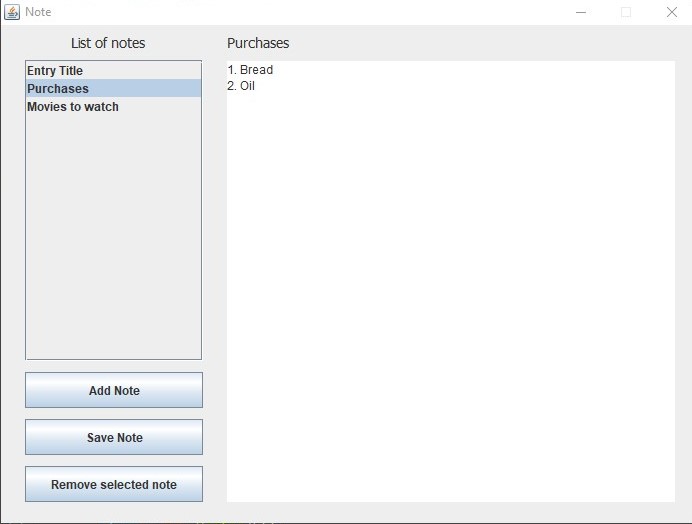 Note
List of notes
Entry Title
Purchases
Movies to watch
Add Note
Save Note
Remove selected note
Purchases
1. Bread
2. Oil